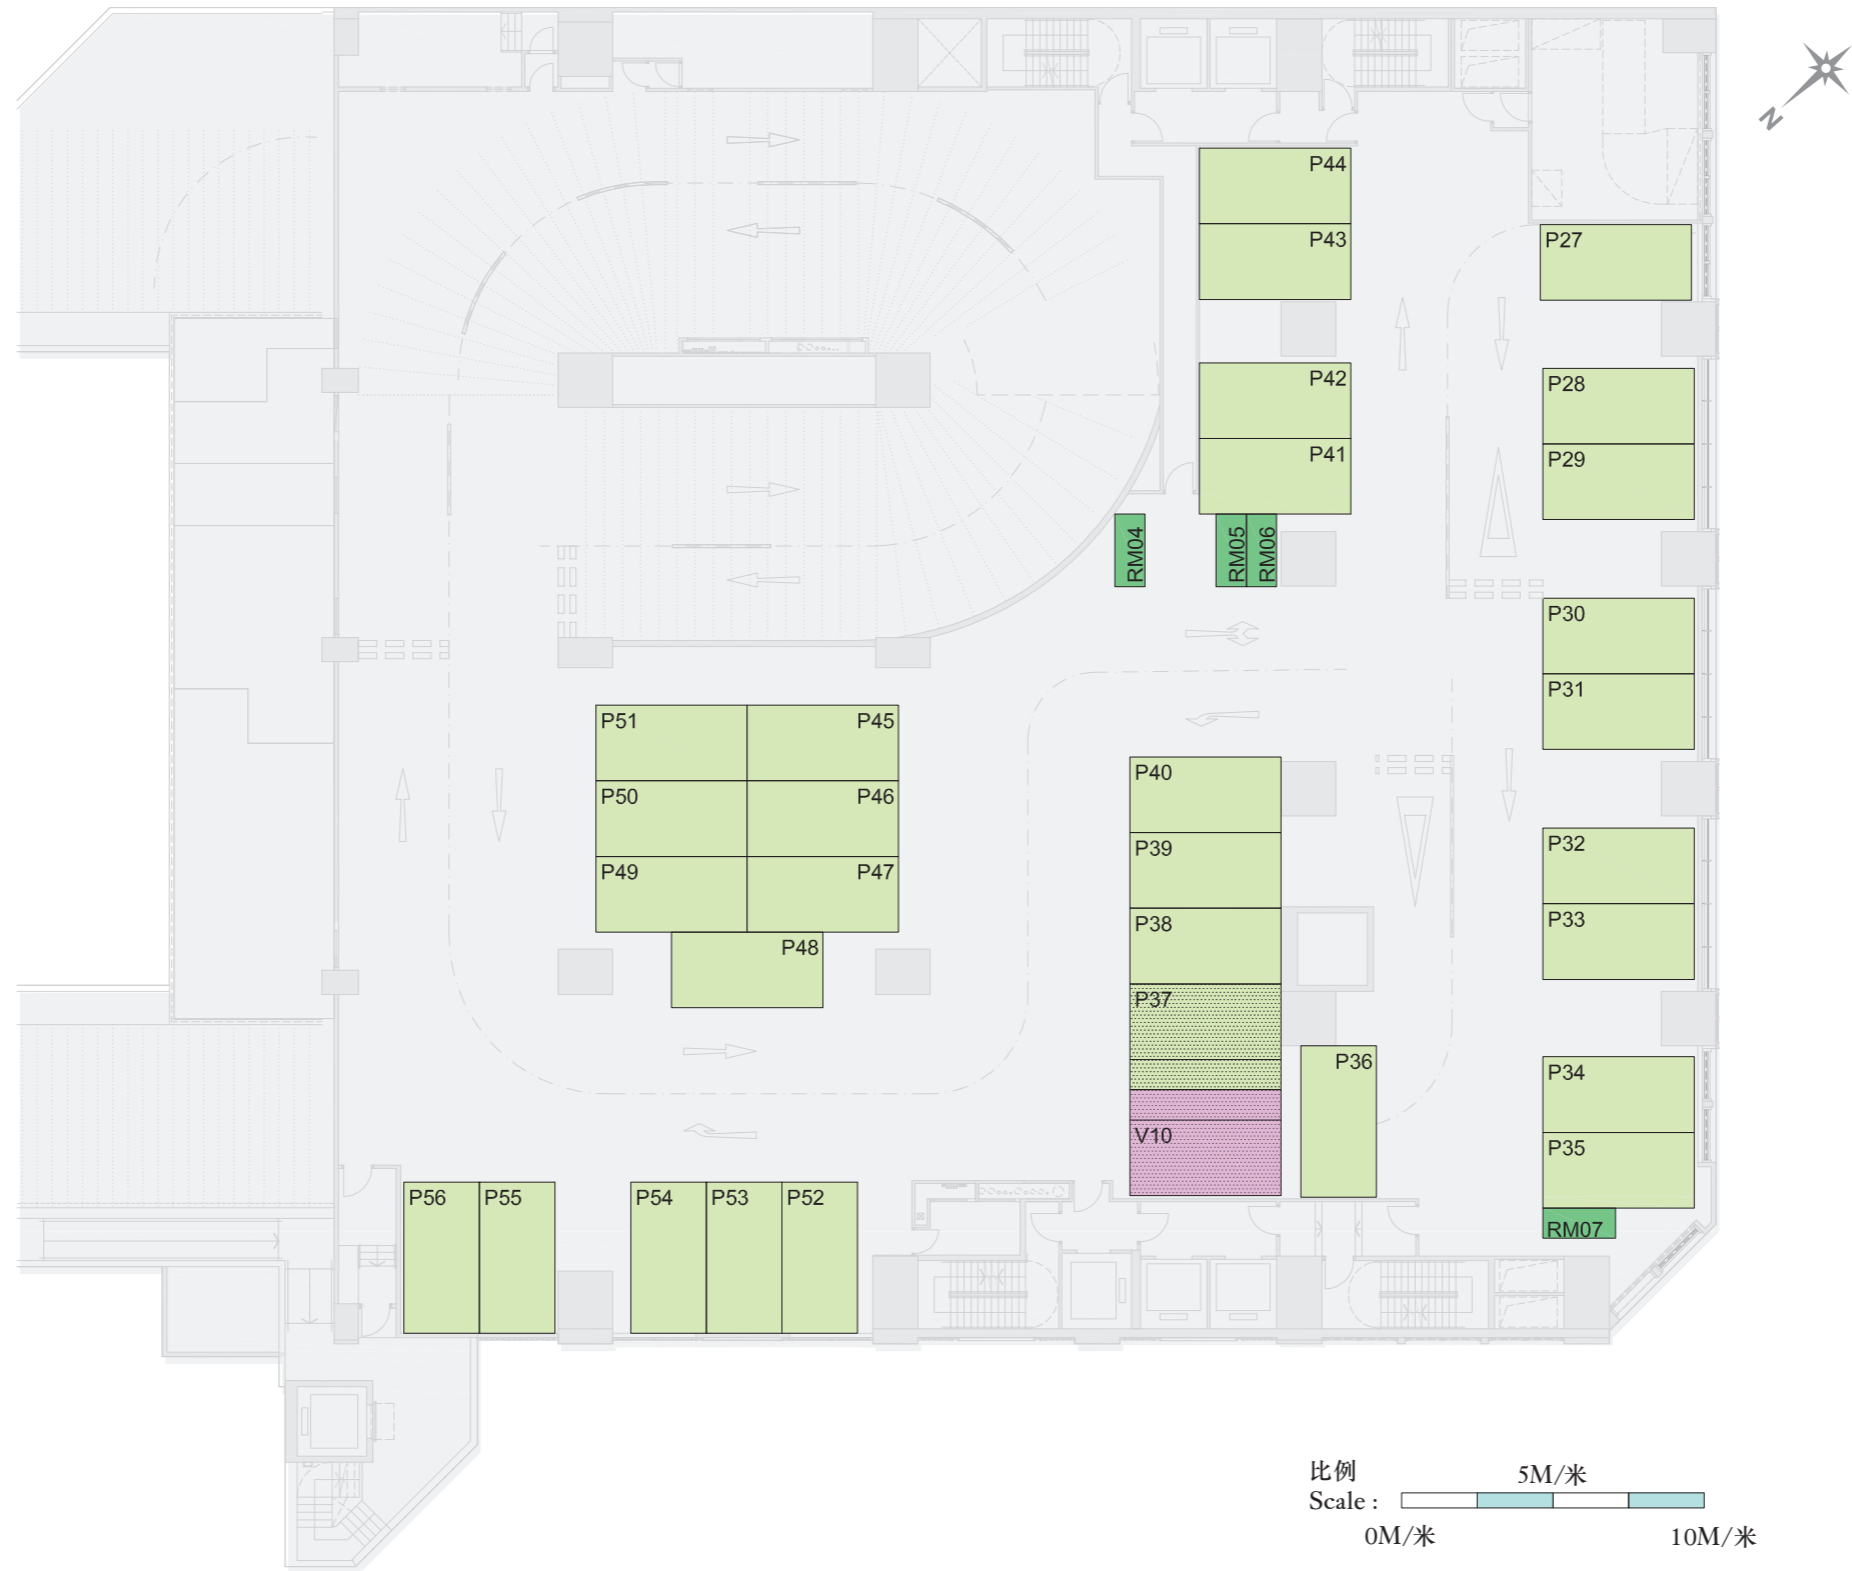 N
P44
P43
P27
P42
P28
P41
P29
RM04
RM05
RM06
P30
P31
P51
P45
P50
P46
P49
P47
P48
P40
P39
P38
P37
V10
P36
P32
P33
P34
P35
RM07
P56
P55
P54
P53
P52
比例
Scale :
5M/米
0M/米
10M/米